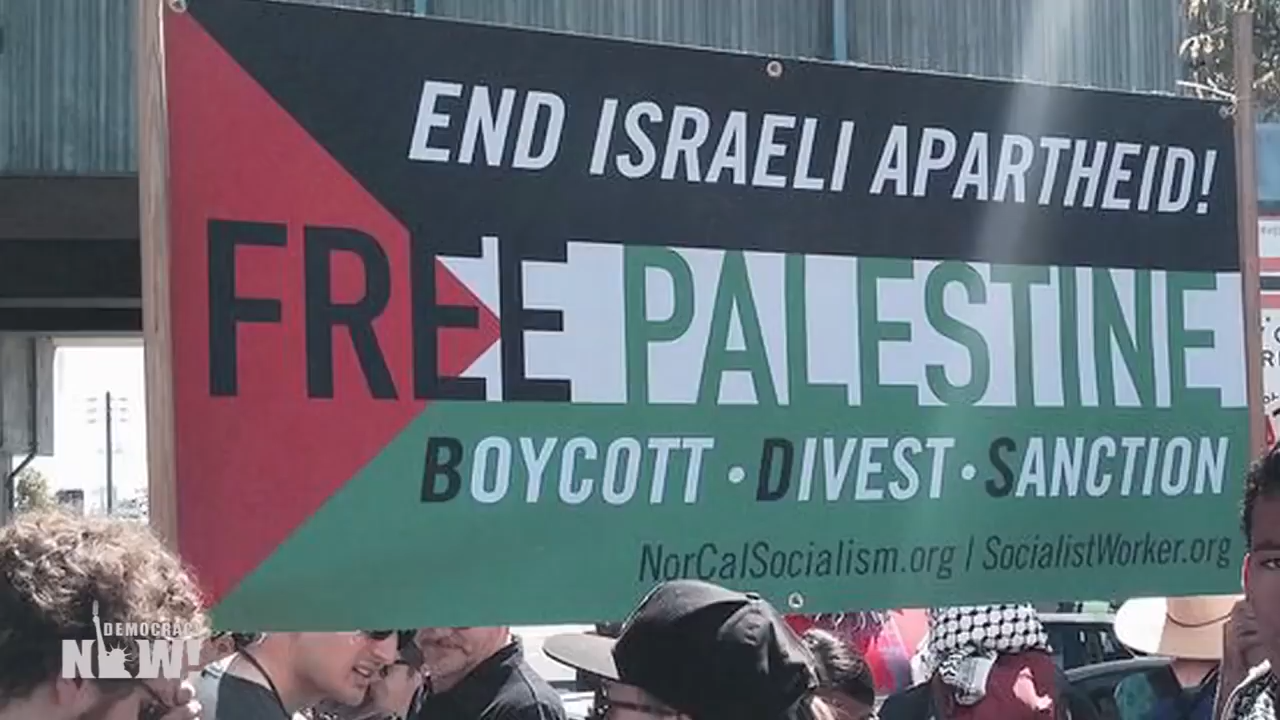 END ISRAELI APARTHEID!
FREE PALESTINE
BOYCOTT • DIVEST • SANCTION
NorCalSocialism.org | SocialistWorker.org
DEMOCRACY
NOW!